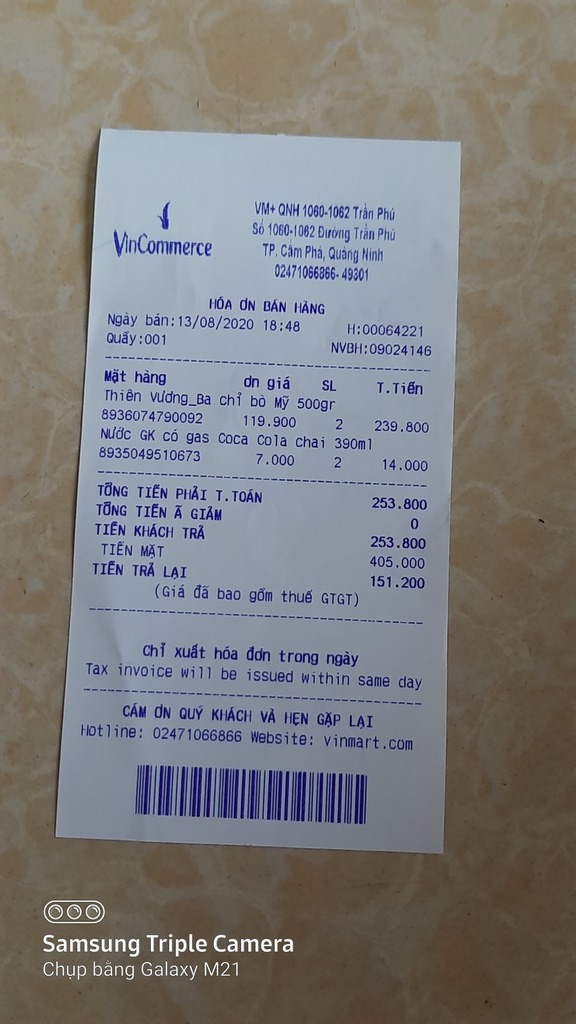 VinCommerce
VM+ QNH 1060-1062 Trần Phú
Số 1060-1062 Đường Trần Phú
TP. Cẩm Phả, Quảng Ninh
02471066866- 49301
HÓA ƠN BÁN HÀNG
Ngày bán:13/08/2020 18:48 H:00064221
Quầy:001 NVBH:09024146
Mặt hàng ơn giá SL T.Tiền
Thiên Vương_Ba chỉ bò Mỹ 500gr
8936074790092 119.900 2 239.800
Nước GK có gas Coca Cola chai 390ml
8935049510673 7.000 2 14.000
TỔNG TIỀN PHẢI T.TOÁN 253.800
TỔNG TIỀN Ã GIẢM 0
TIỀN KHÁCH TRẢ 253.800
TIỀN MẶT 405.000
TIỀN TRẢ LẠI 151.200
(Giá đã bao gồm thuế GTGT)
Chỉ xuất hóa đơn trong ngày
Tax invoice will be issued within same day
CÁM ƠN QUÝ KHÁCH VÀ HẸN GẶP LẠI
Hotline: 02471066866 Website: vinmart.com
Samsung Triple Camera
Chụp bằng Galaxy M21